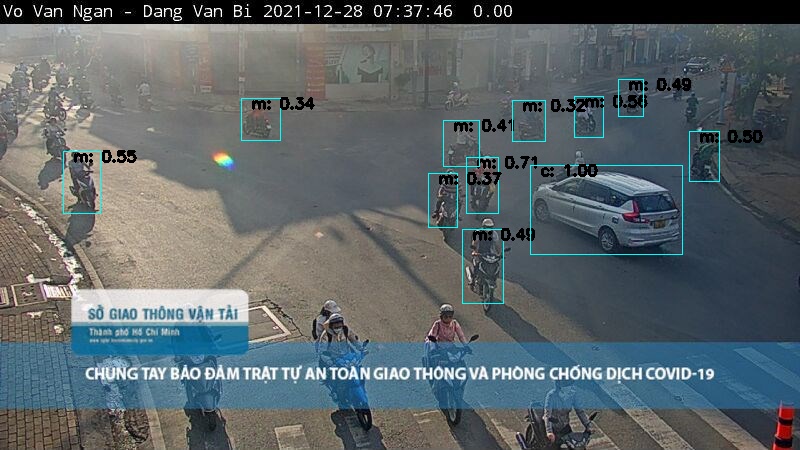 Vo Van Ngan - Dang Van Bi 2021-12-28 07:37:46 0.00
m: 0.49
m: 0.34
m: 0.32
m: 0.56
m: 0.41
m: 0.50
m: 0.55
m: 0.71
c: 1.00
m: 0.37
m: 0.49
SỞ GIAO THÔNG VẬN TẢI
Thành phố Hồ Chí Minh
CHUNG TAY BẢO ĐẢM TRẬT TỰ AN TOÀN GIAO THÔNG VÀ PHÒNG CHỐNG DỊCH COVID-19